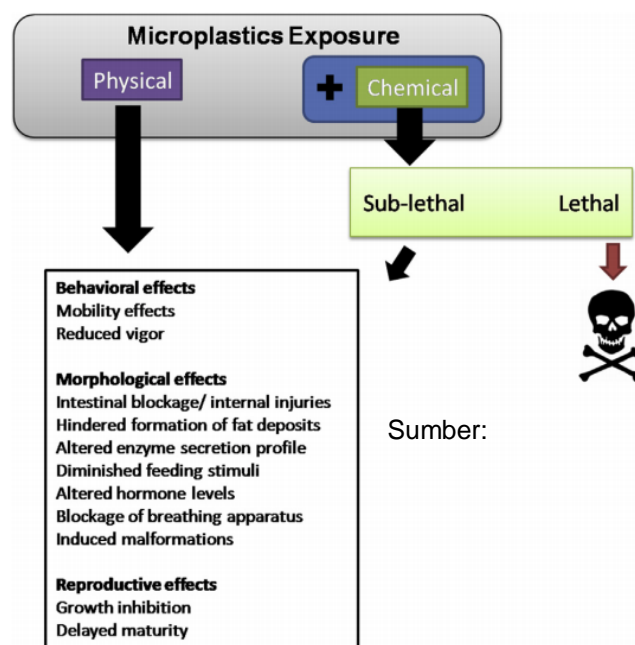 Microplastics Exposure
Physical
+ Chemical
Sub-lethal Lethal
Behavioral effects
Mobility effects
Reduced vigor
Morphological effects
Intestinal blockage/ internal injuries
Hindered formation of fat deposits
Altered enzyme secretion profile
Diminished feeding stimuli
Altered hormone levels
Blockage of breathing apparatus
Induced malformations
Reproductive effects
Growth inhibition
Delayed maturity
Sumber: